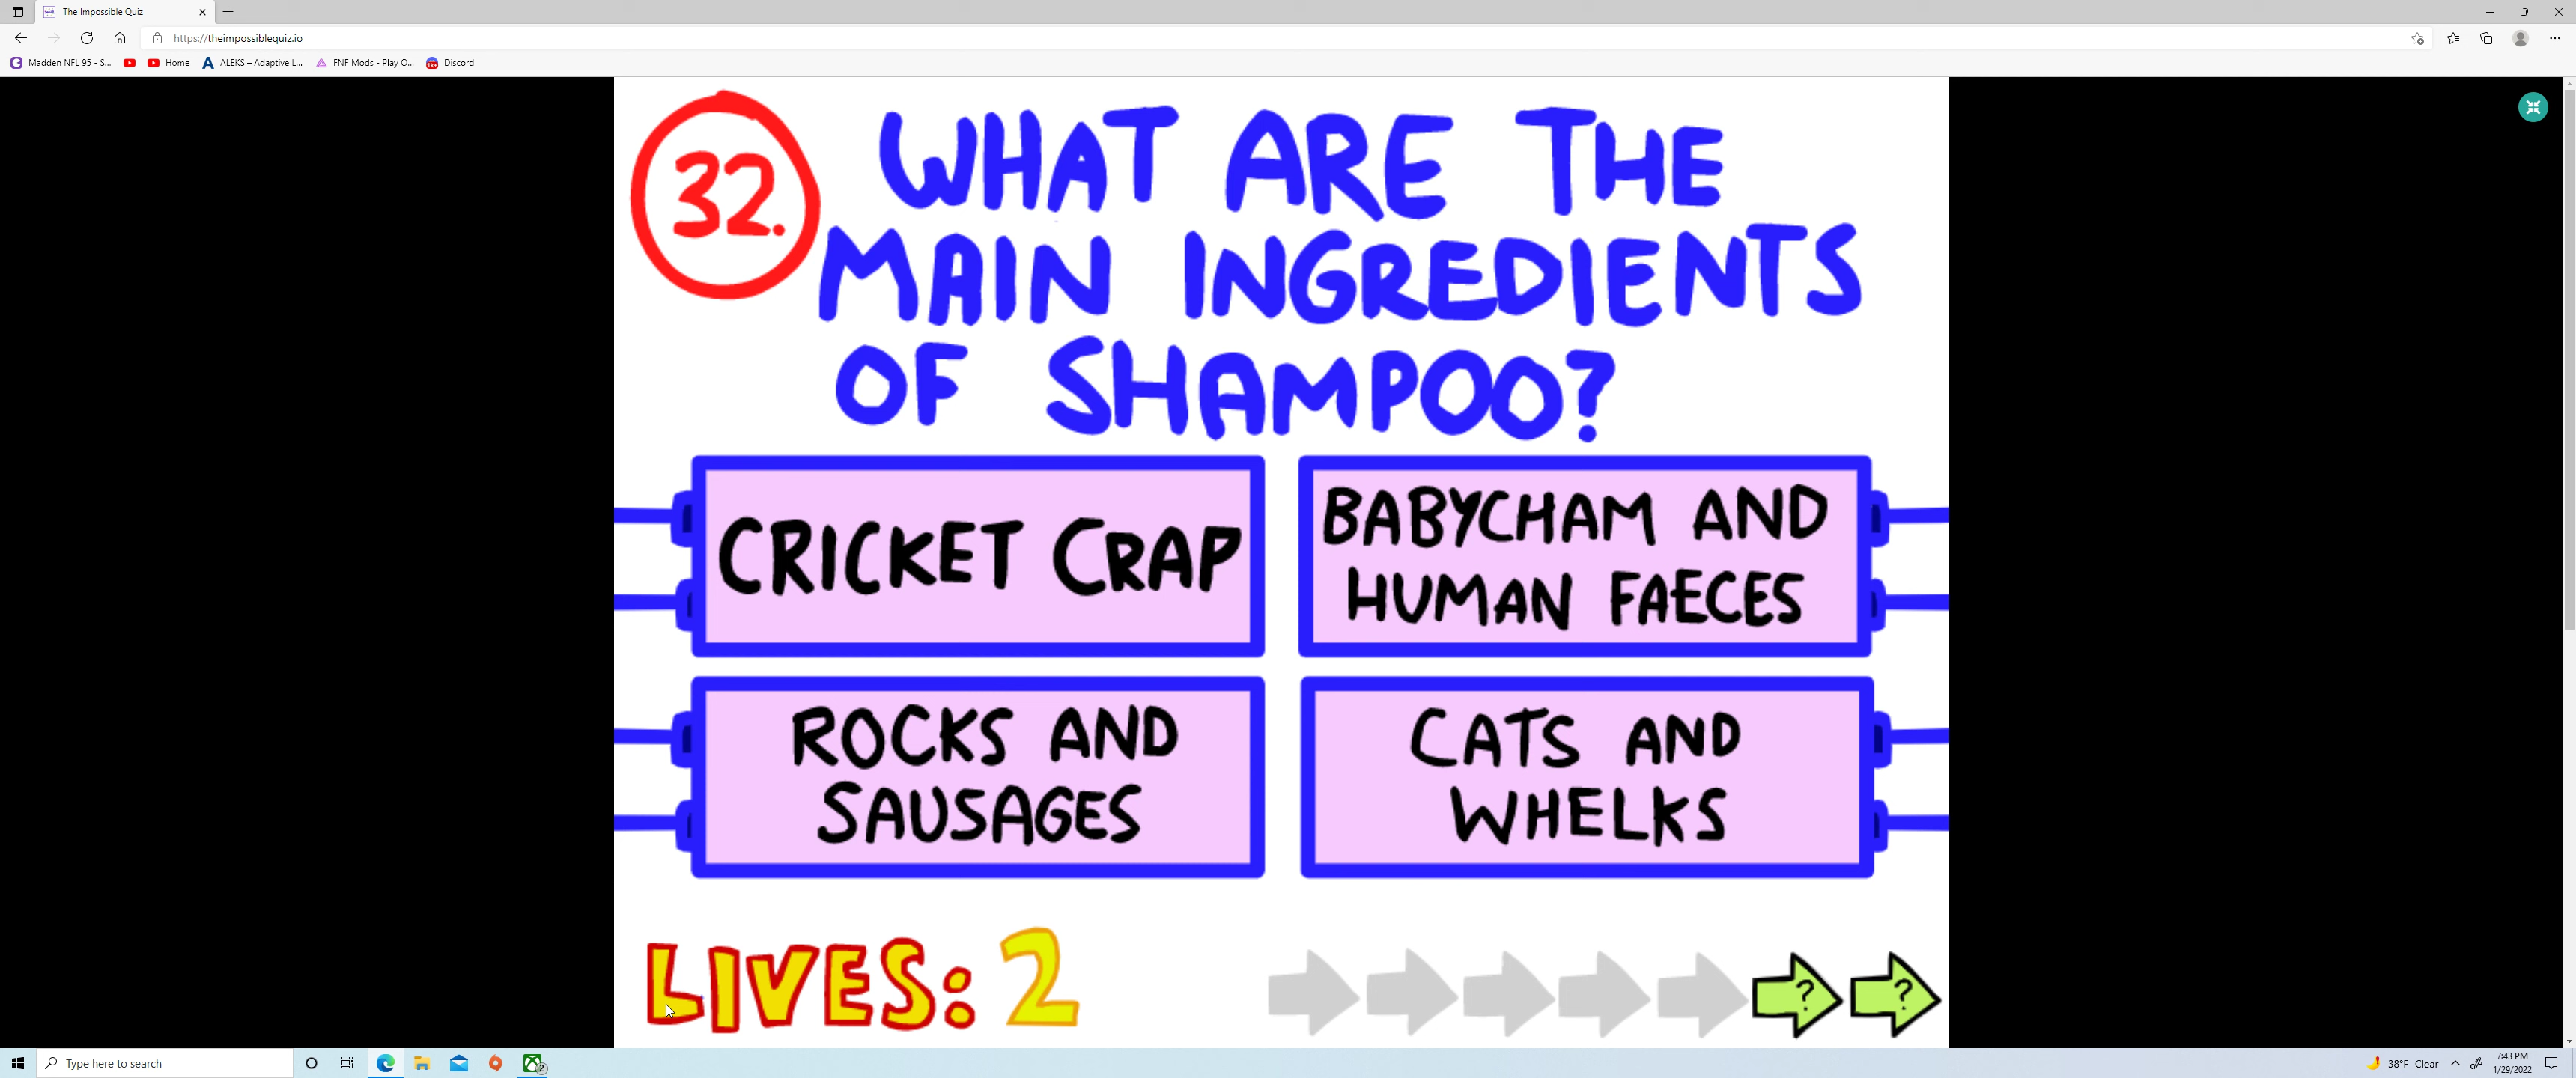 The Impossible Quiz
https://theimpossiblequiz.io
Madden NFL 95 - S... Home ALEKS – Adaptive L... FNF Mods - Play O... Discord
32. WHAT ARE THE
MAIN INGREDIENTS
OF SHAMPOO?
CRICKET CRAP
BABYCHAM AND
HUMAN FAECES
ROCKS AND
SAUSAGES
CATS AND
WHELKS
LIVES: 2
? ?
Type here to search
2
38°F Clear
7:43 PM
1/29/2022